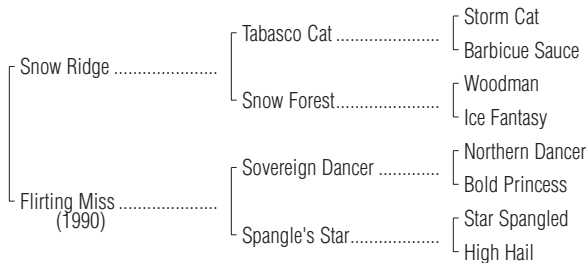 Storm Cat
Tabasco Cat ....................
Barbicue Sauce
Snow Ridge ....................
Woodman
Snow Forest....................
Ice Fantasy
Northern Dancer
Sovereign Dancer ..............
Bold Princess
Flirting Miss ...................
(1990)
Star Spangled
Spangle's Star.................
High Hail